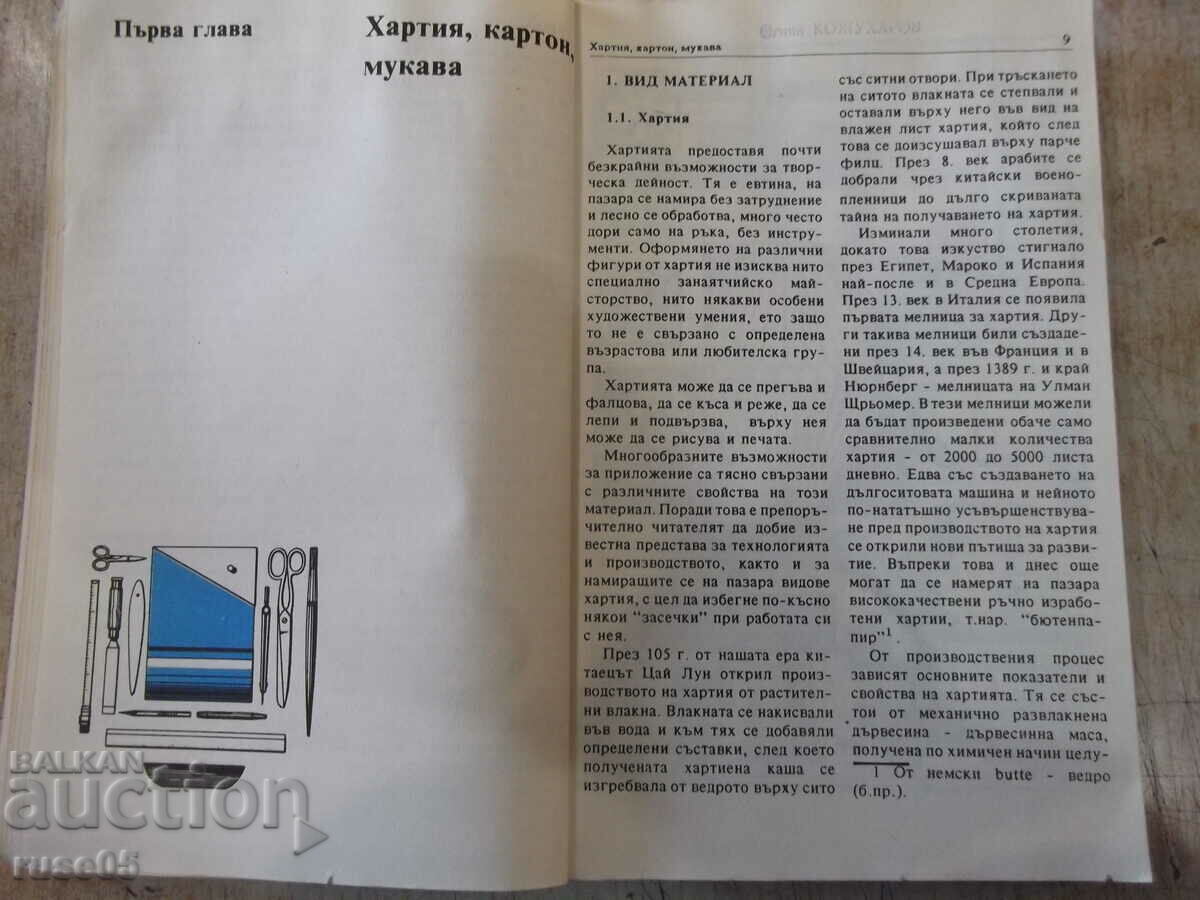 Първа глава
Хартия, картон,
мукава
КОЖУХАРОВ
Хартия, картон, мукава 9
1. ВИД МАТЕРИАЛ
1.1. Хартия
Хартията предоставя почти
безкрайни възможности за твор-
ческа дейност. Тя е евтина, на
пазара се намира без затруднение
и лесно се обработва, много често
дори само на ръка, без инстру-
менти. Оформянето на различни
фигури от хартия не изисква нито
специално занаятчийско май-
сторство, нито някакви особени
художествени умения, ето защо
то не е свързано с определена
възрастова или любителска гру-
па.
Хартията може да се прегъва и
фалцова, да се къса и реже, да се
лепи и подвързва, върху нея
може да се рисува и печата.
Многообразните възможности
за приложение са тясно свързани
с различните свойства на този
материал. Поради това е препоръ-
чително читателят да добие из-
вестна представа за технологията
и производството, както и за
намиращите се на пазара видове
хартия, с цел да избегне по-късно
някои "засечки" при работата си
с нея.
През 105 г. от нашата ера ки-
таецът Цай Лун открил произ-
водството на хартия от растител-
ни влакна. Влакната се накисвали
във вода и към тях се добавяли
определени съставки, след което
получената хартиена каша се
изгребвала от ведрото върху сито
със ситни отвори. При тръскането
на ситото влакната се степвали и
оставали върху него във вид на
влажен лист хартия, който след
това се доизсушавал върху парче
филц. През 8. век арабите се
добрали чрез китайски воено-
пленници до дълго скриваната
тайна на получаването на хартия.
Изминали много столетия,
докато това изкуство стигнало
през Египет, Мароко и Испания
най-после и в Средна Европа.
През 13. век в Италия се появила
първата мелница за хартия. Дру-
ги такива мелници били създаде-
ни през 14. век във Франция и в
Швейцария, а през 1389 г. и край
Нюрнберг - мелницата на Улман
Щрьомер. В тези мелници можели
да бъдат произведени обаче само
сравнително малки количества
хартия - от 2000 до 5000 листа
дневно. Едва със създаването на
дългоситовата машина и нейното
по-нататъшно усъвършенствува-
не пред производството на хартия
се открили нови пътища за разви-
тие. Въпреки това и днес още
могат да се намерят на пазара
висококачествени ръчно израбо-
тени хартии, т.нар. "бютенпа-
пир"1.
От производствения процес
зависят основните показатели и
свойства на хартията. Тя се със-
тои от механично развлакнена
дървесина - дървесинна маса,
получена по химичен начин целу-
1 От немски butte - ведро
(б.пр.).
BALKAN
auction
ruse05